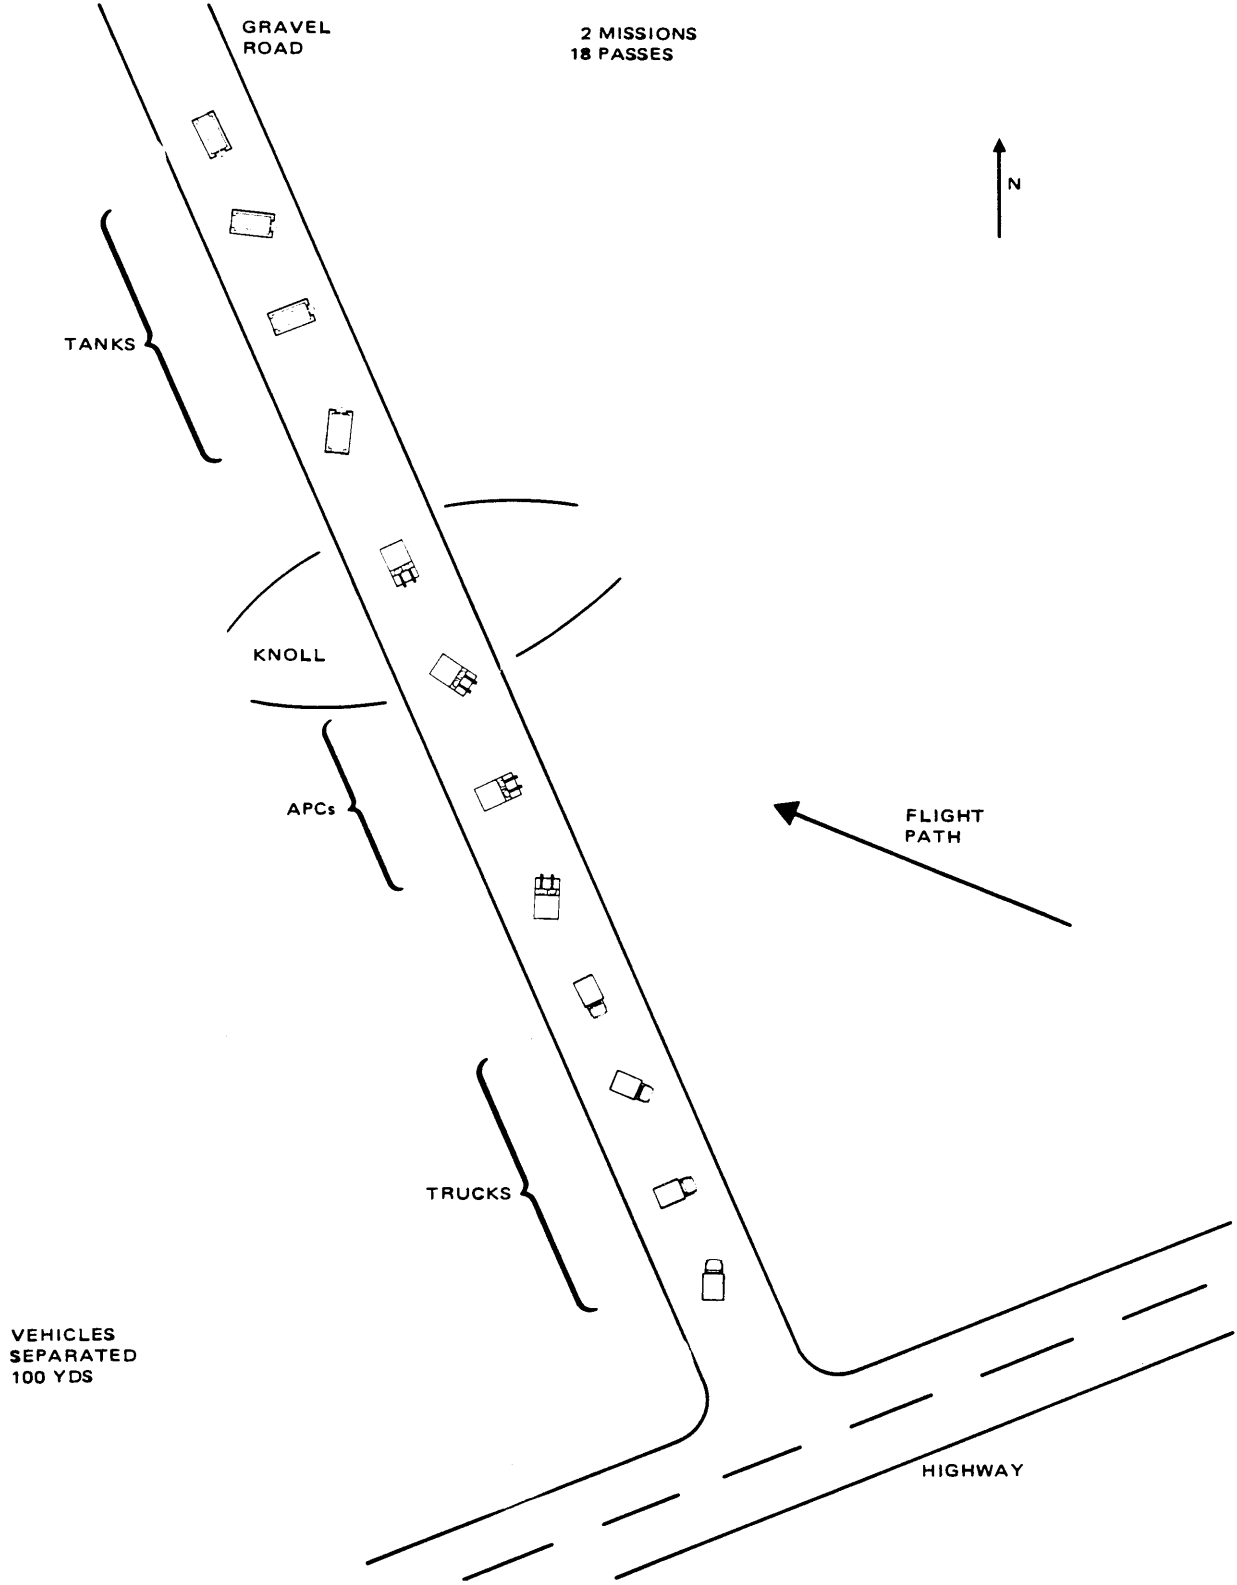 GRAVEL
ROAD
2 MISSIONS
18 PASSES
N
TANKS
KNOLL
APCs
FLIGHT
PATH
TRUCKS
VEHICLES
SEPARATED
100 YDS
HIGHWAY